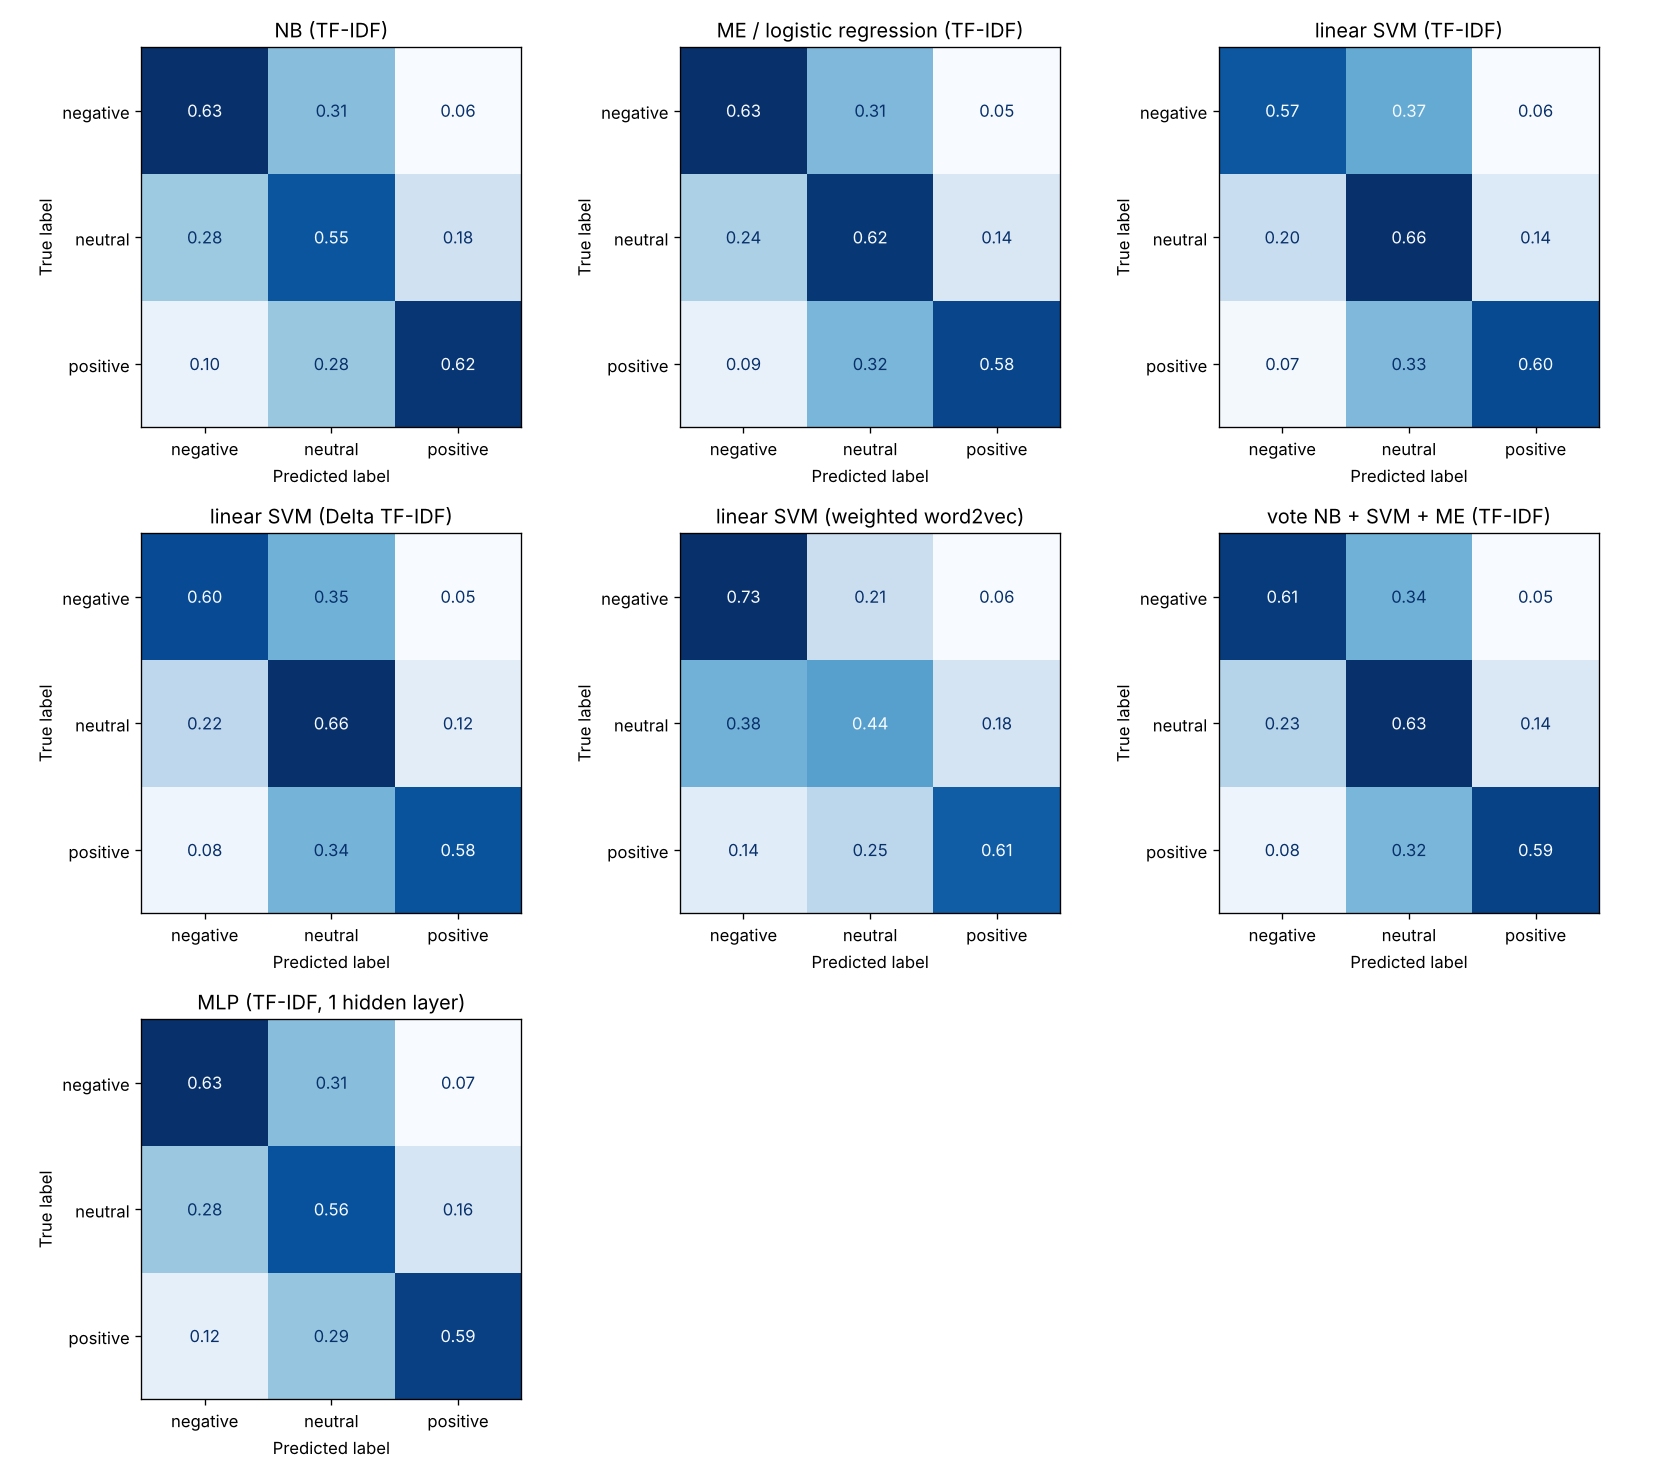 NB (TF-IDF)
True label
negative 0.63 0.31 0.06
neutral 0.28 0.55 0.18
positive 0.10 0.28 0.62
negative neutral positive
Predicted label
ME / logistic regression (TF-IDF)
True label
negative 0.63 0.31 0.05
neutral 0.24 0.62 0.14
positive 0.09 0.32 0.58
negative neutral positive
Predicted label
linear SVM (TF-IDF)
True label
negative 0.57 0.37 0.06
neutral 0.20 0.66 0.14
positive 0.07 0.33 0.60
negative neutral positive
Predicted label
linear SVM (Delta TF-IDF)
True label
negative 0.60 0.35 0.05
neutral 0.22 0.66 0.12
positive 0.08 0.34 0.58
negative neutral positive
Predicted label
linear SVM (weighted word2vec)
True label
negative 0.73 0.21 0.06
neutral 0.38 0.44 0.18
positive 0.14 0.25 0.61
negative neutral positive
Predicted label
vote NB + SVM + ME (TF-IDF)
True label
negative 0.61 0.34 0.05
neutral 0.23 0.63 0.14
positive 0.08 0.32 0.59
negative neutral positive
Predicted label
MLP (TF-IDF, 1 hidden layer)
True label
negative 0.63 0.31 0.07
neutral 0.28 0.56 0.16
positive 0.12 0.29 0.59
negative neutral positive
Predicted label